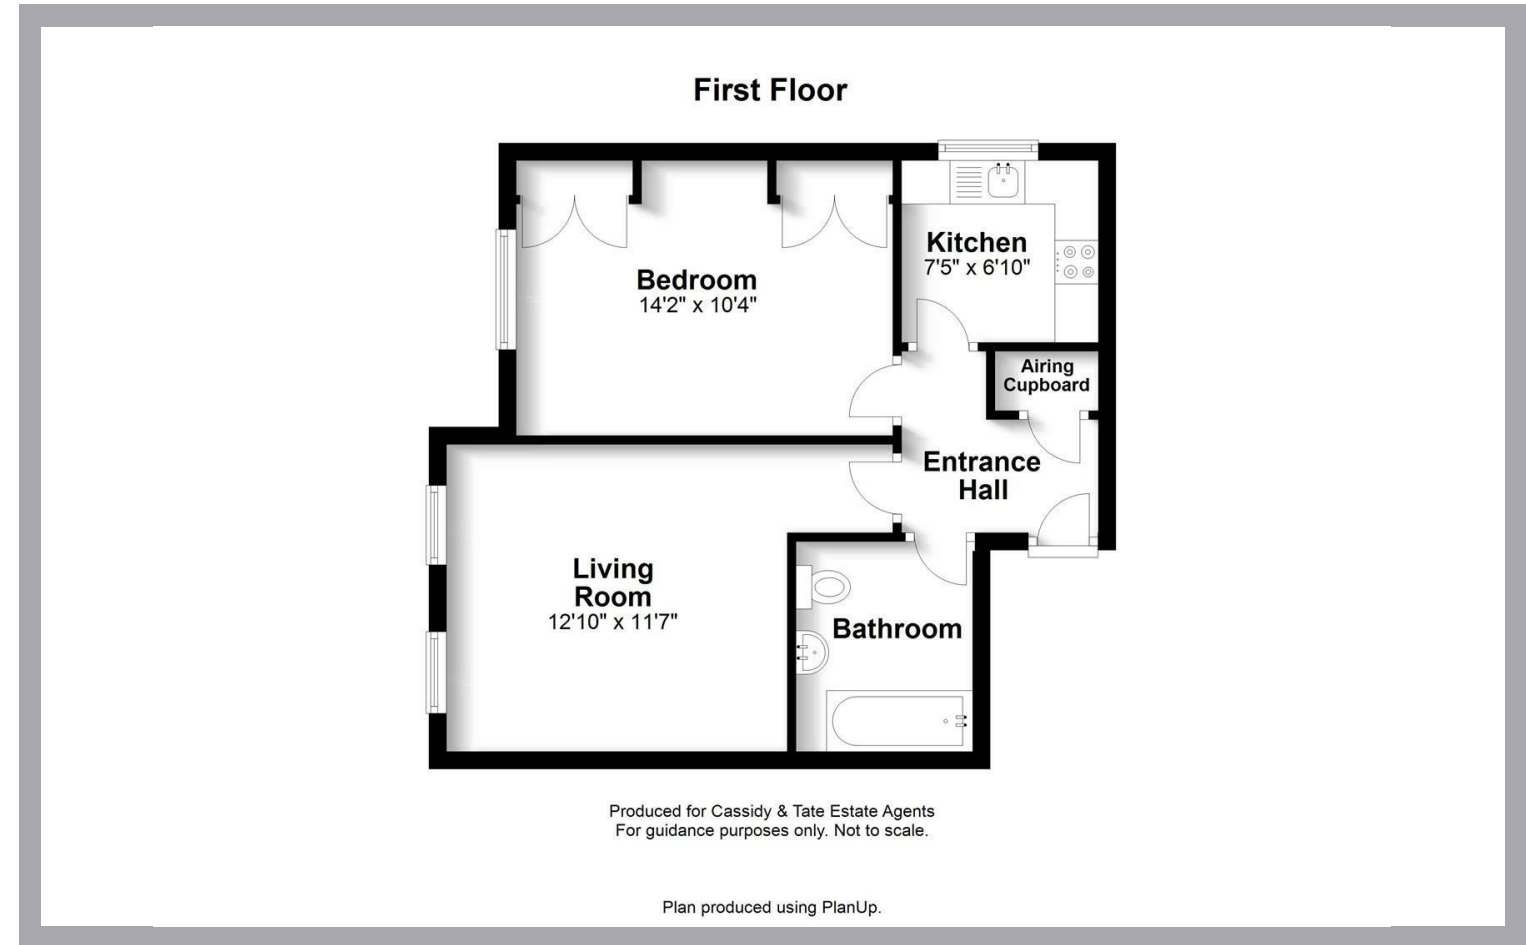 First Floor
Bedroom
14'2" x 10'4"
Kitchen
7'5" x 6'10"
Airing
Cupboard
Entrance
Hall
Living
Room
12'10" x 11'7"
Bathroom
Produced for Cassidy & Tate Estate Agents
For guidance purposes only. Not to scale.
Plan produced using PlanUp.